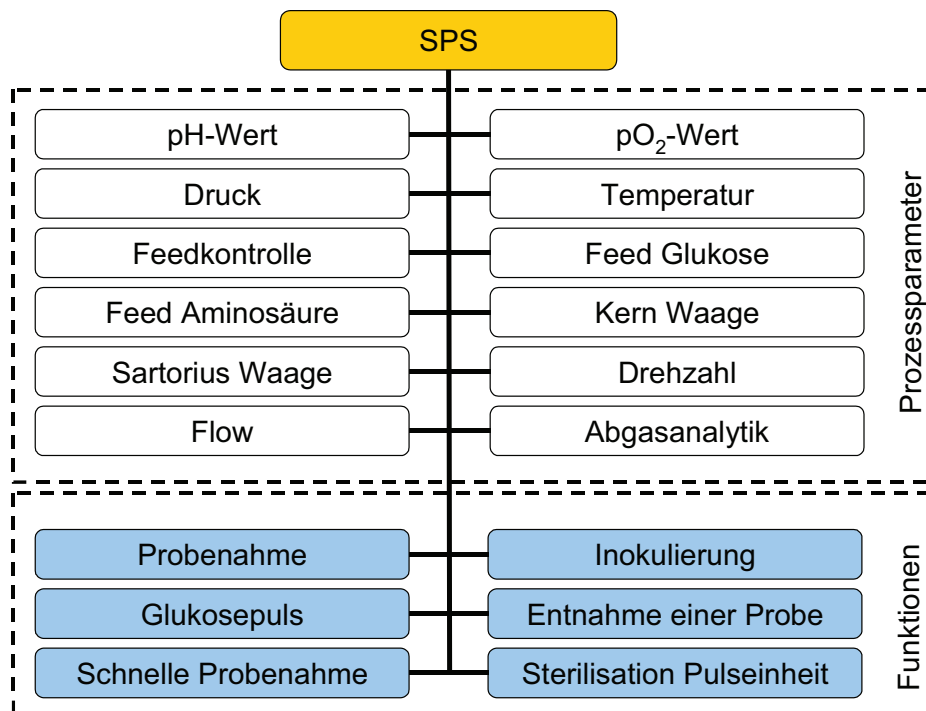 SPS
pH-Wert
pO₂-Wert
Druck
Temperatur
Feedkontrolle
Feed Glukose
Feed Aminosäure
Kern Waage
Sartorius Waage
Drehzahl
Flow
Abgasanalytik
Prozessparameter
Probenahme
Inokulierung
Glukosepuls
Entnahme einer Probe
Schnelle Probenahme
Sterilisation Pulseinheit
Funktionen